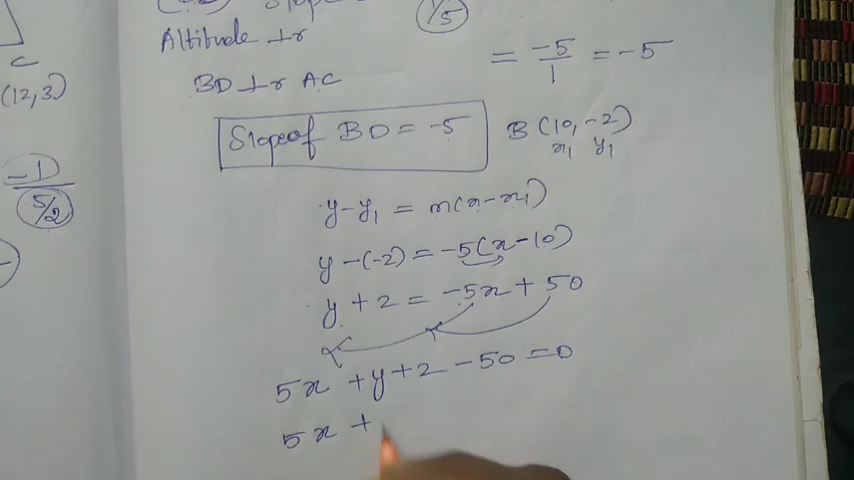 Slope
1/5
Altitude ⊥r
= -5/1 = -5
C
(12,3)
BD ⊥r AC
Slope of BD = -5
B (10, -2)
x₁ y₁
-1
5/2
y-y₁ = m(x-x₁)
y-(-2) = -5(x-10)
y+2 = -5x+50
5x+y+2-50=0
5x+